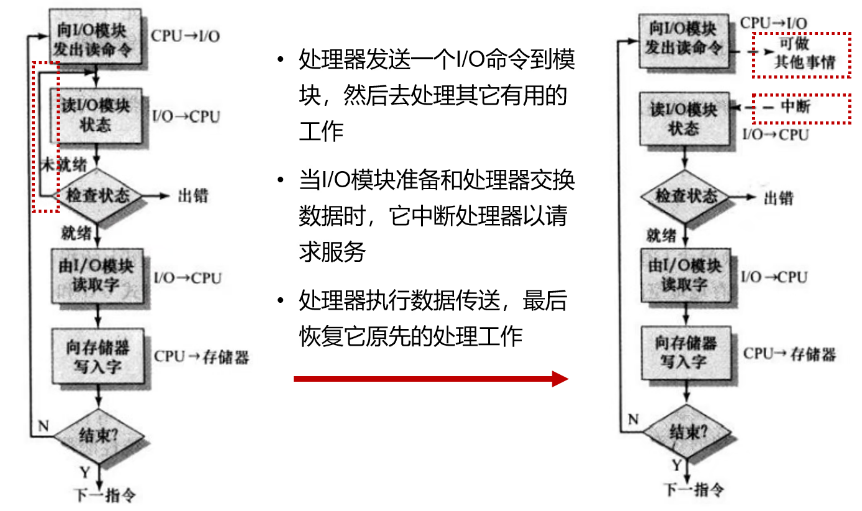 向I/O模块
发出读命令
CPU→I/O
读I/O模块
状态
I/O→CPU
未就绪
检查状态
出错
就绪
由I/O模块
读取字
I/O→CPU
向存储器
写入字
CPU→存储器
N
结束?
Y
下一指令
• 处理器发送一个I/O命令到模
块，然后去处理其它有用的
工作
• 当I/O模块准备和处理器交换
数据时，它中断处理器以请
求服务
• 处理器执行数据传送，最后
恢复它原先的处理工作
向I/O模块
发出读命令
CPU→I/O
可做
其他事情
读I/O模块
状态
中断
I/O→CPU
检查状态
出错
就绪
由I/O模块
读取字
I/O→CPU
向存储器
写入字
CPU→存储器
N
结束?
Y
下一指令